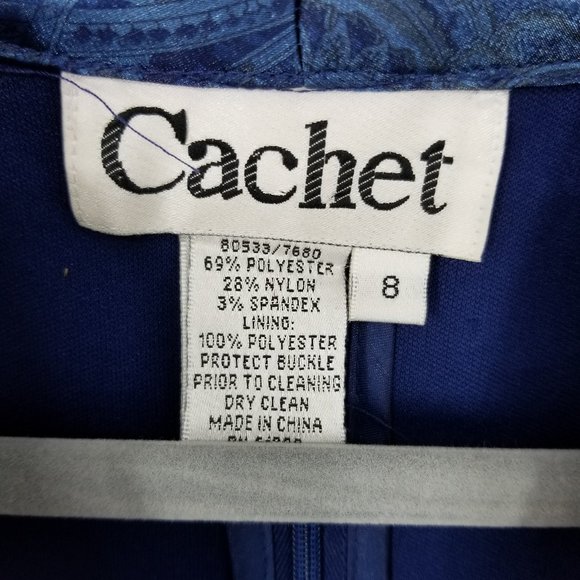 Cachet
80533/7680
69% POLYESTER
28% NYLON
3% SPANDEX
LINING:
100% POLYESTER
PROTECT BUCKLE
PRIOR TO CLEANING
DRY CLEAN
MADE IN CHINA
8